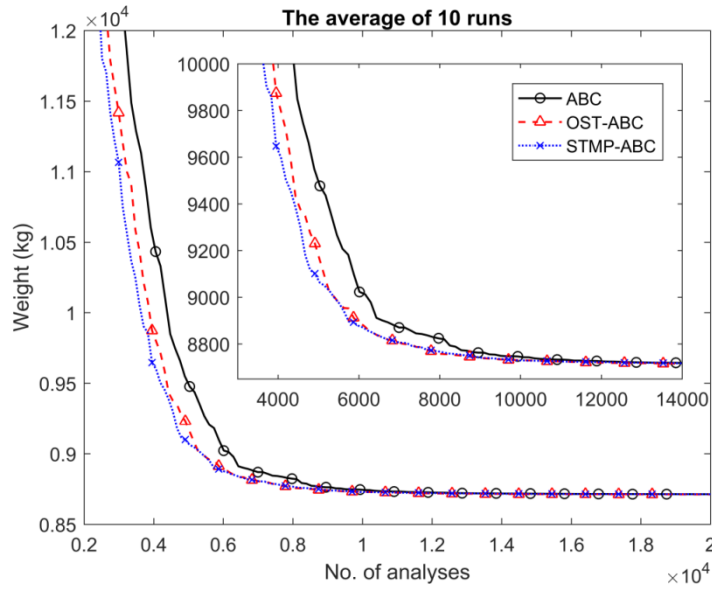 The average of 10 runs
×10⁴
1.2
1.15
1.1
1.05
1
0.95
0.9
0.85
Weight (kg)
10000
9800
9600
9400
9200
9000
8800
4000 6000 8000 10000 12000 14000
ABC
OST-ABC
STMP-ABC
0.2 0.4 0.6 0.8 1 1.2 1.4 1.6 1.8 2
No. of analyses
×10⁴